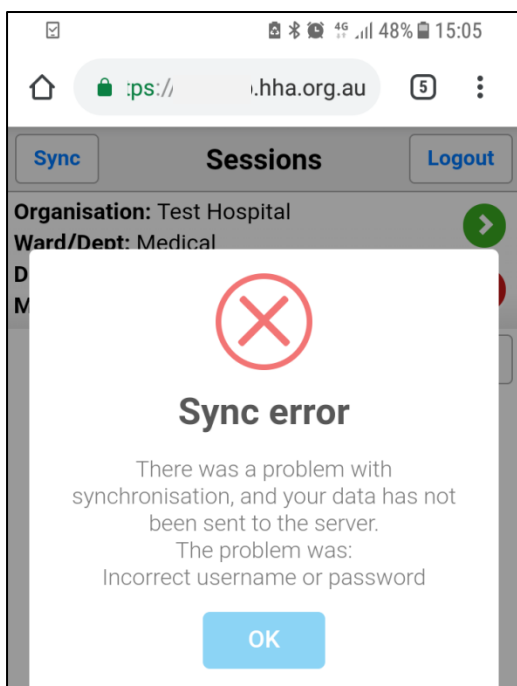 4G 48% 15:05
tps:// .hha.org.au 5
Sync Sessions Logout
Organisation: Test Hospital
Ward/Dept: Medical
D
M
Sync error
There was a problem with
synchronisation, and your data has not
been sent to the server.
The problem was:
Incorrect username or password
OK